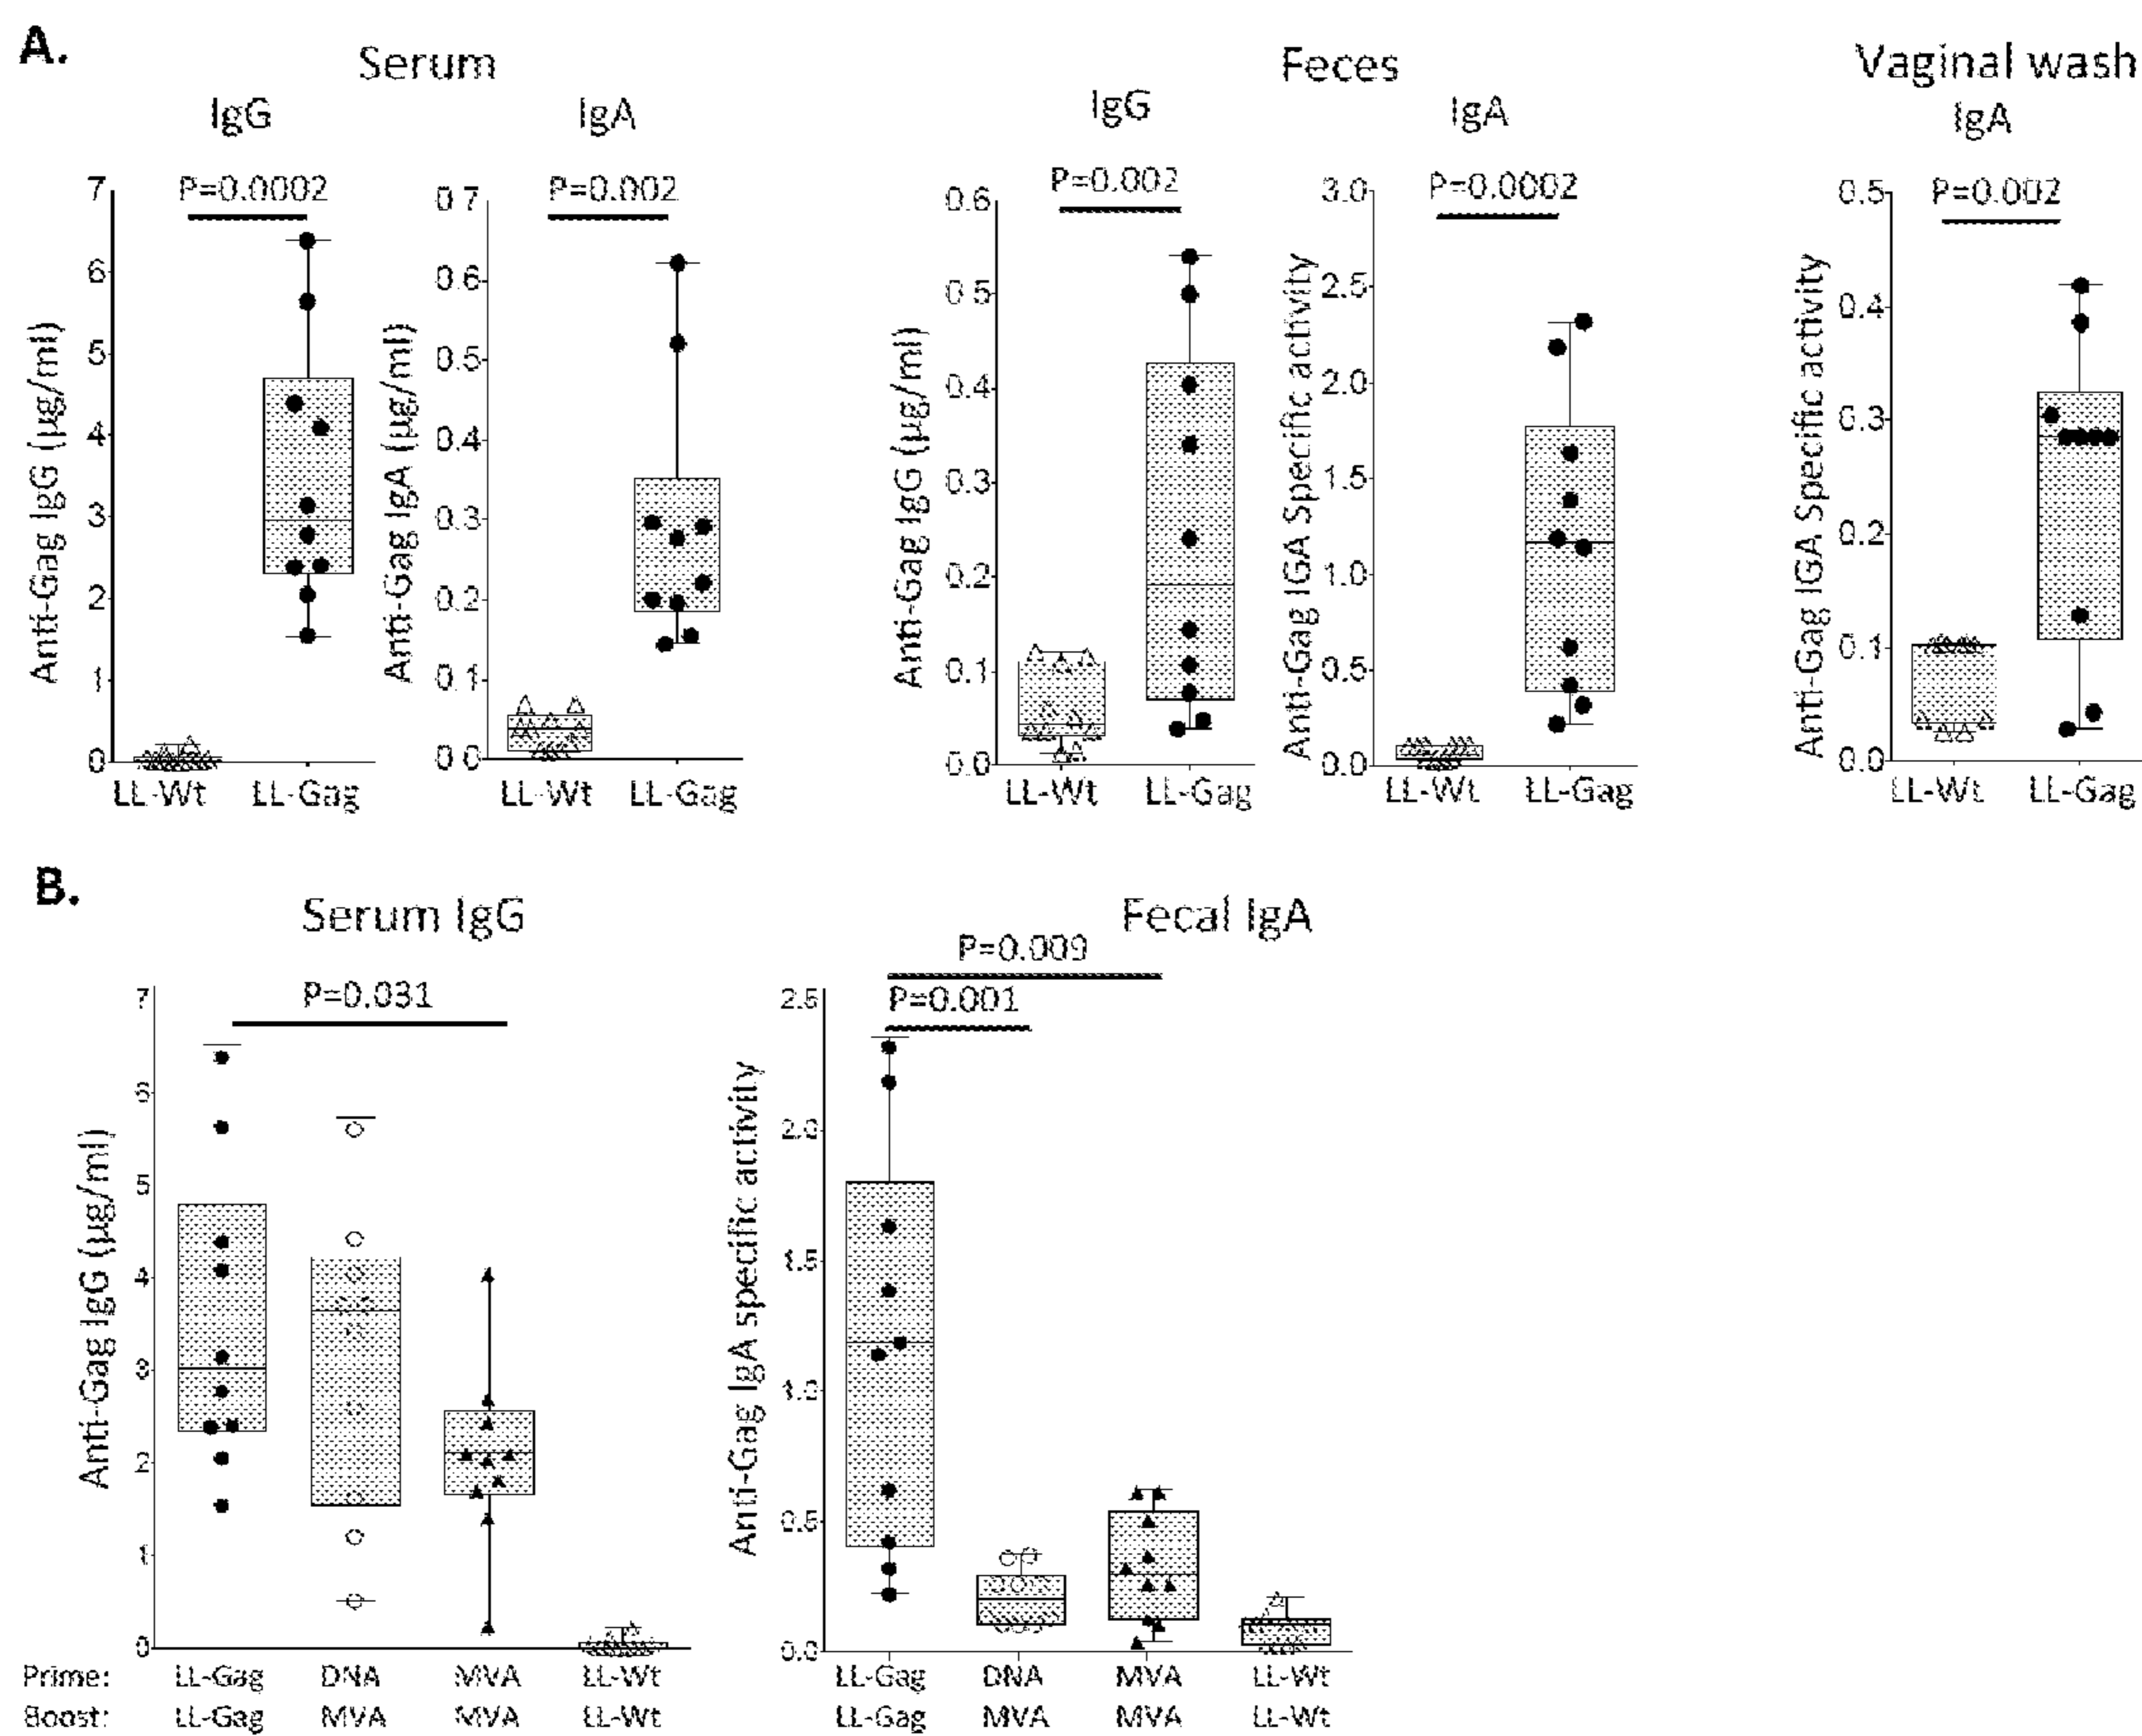 A.
Serum
Feces
Vaginal wash
IgG
IgA
IgG
IgA
IgA
P=0.0002
P=0.002
P=0.002
P=0.0002
P=0.002
Anti-Gag IgG (µg/ml)
7
6
5
4
3
2
1
0
LL-Wt LL-Gag
Anti-Gag IgA (µg/ml)
0 7
0.6
0.5
0.4
0.3
0.2
0.1
0 0
LL-Wt LL-Gag
Anti-Gag IgG (µg/ml)
0.6
0.5
0.4
0.3
0.2
0.1
0.0
LL-Wt LL-Gag
Anti-Gag IGA Specific activity
3.0
2.5
2.0
1.5
1.0
0.5
0.0
LL-Wt LL-Gag
Anti-Gag IGA Specific activity
0.5
0.4
0.3
0.2
0.1
0.0
LL-Wt LL-Gag
B.
Serum IgG
P=0.031
Anti-Gag IgG (µg/ml)
7
6
5
4
3
2
1
0
Prime: LL-Gag DNA MVA LL-Wt
Boost: LL-Gag MVA MVA LL-Wt
Fecal IgA
P=0.009
P=0.001
Anti-Gag IgA specific activity
2.5
2.0
1.5
1.0
0.5
0.0
LL-Gag DNA MVA LL-Wt
LL-Gag MVA MVA LL-Wt